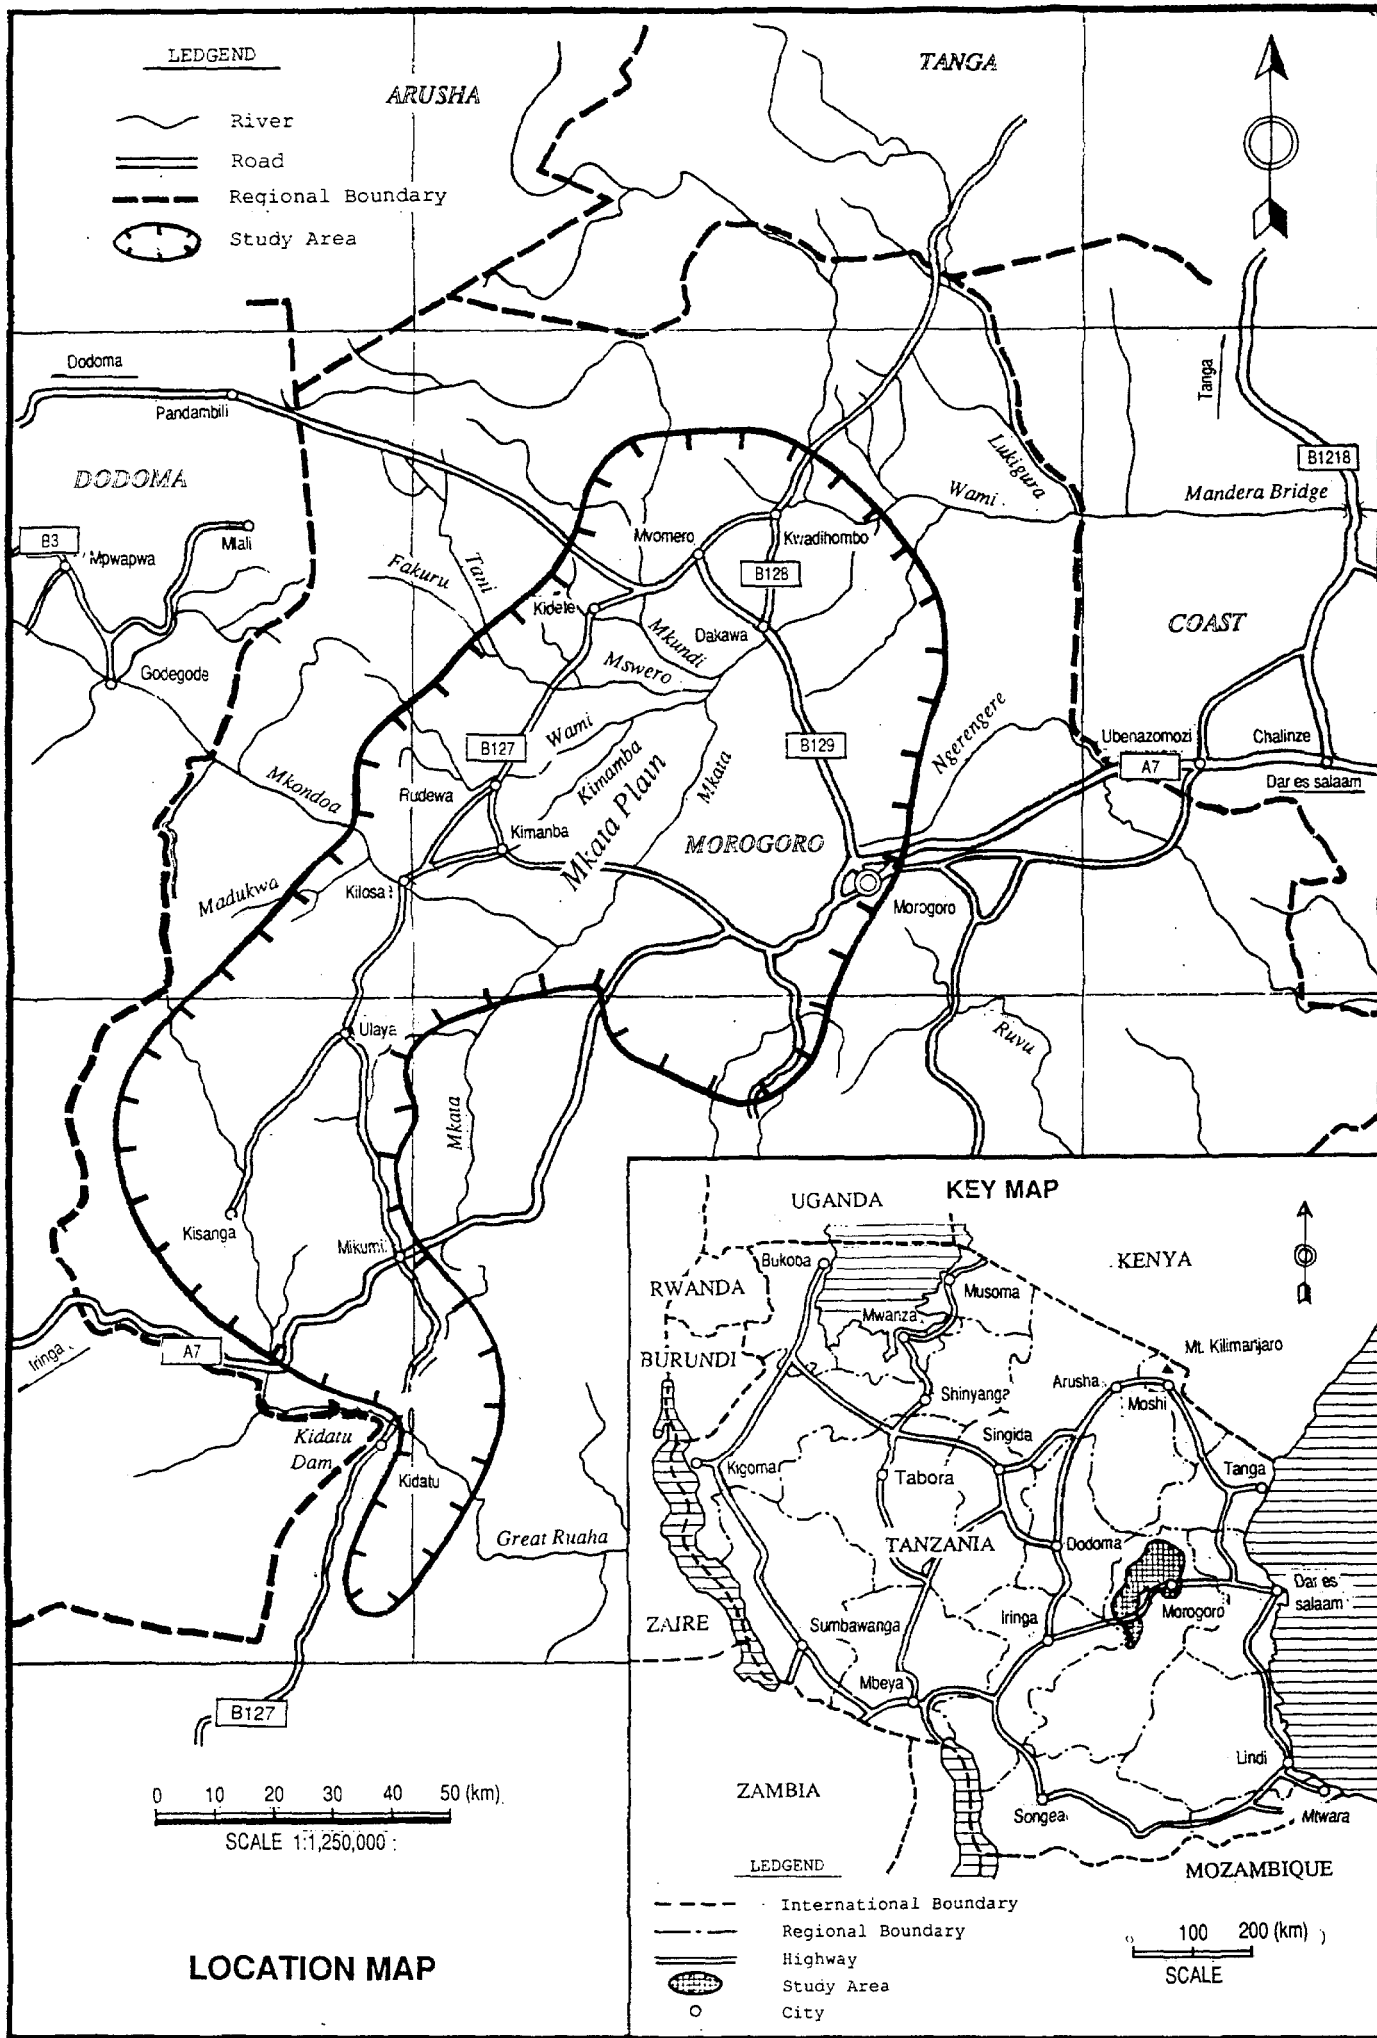 LEDGEND
River
Road
Regional Boundary
Study Area
ARUSHA
TANGA
Dodoma
Pandambili
Tanga
DODOMA
B1218
Lukigura
Wami
Mandera Bridge
B3
Mpwapwa
Mlali
Mvomero
Kwadihombo
Fakuru
Tani
B128
Kidete
Mkundi
Dakawa
COAST
Godegode
Mswero
Ngerengere
B127
Wami
B129
Ubenazomozi
Chalinze
Mkondoa
Kimamba
Mkata
A7
Dar es salaam
Rudewa
Kimanba
Mkata Plain
MOROGORO
Madukwa
Kilosa
Morogoro
Ulaya
Ruvu
Mkata
Kisanga
Mikumi
Iringa
A7
Kidatu
Dam
Kidatu
Great Ruaha
B127
0 10 20 30 40 50 (km)
SCALE 1:1,250,000
LOCATION MAP
KEY MAP
UGANDA
KENYA
Bukoba
RWANDA
Musoma
Mwanza
Mt. Kilimanjaro
BURUNDI
Shinyanga
Arusha
Moshi
Singida
Kigoma
Tabora
Tanga
TANZANIA
Dodoma
Dar es
salaam
Morogoro
ZAIRE
Sumbawanga
Iringa
Mbeya
Lindi
ZAMBIA
Songea
Mtwara
MOZAMBIQUE
LEDGEND
International Boundary
Regional Boundary
Highway
Study Area
City
0 100 200 (km)
SCALE